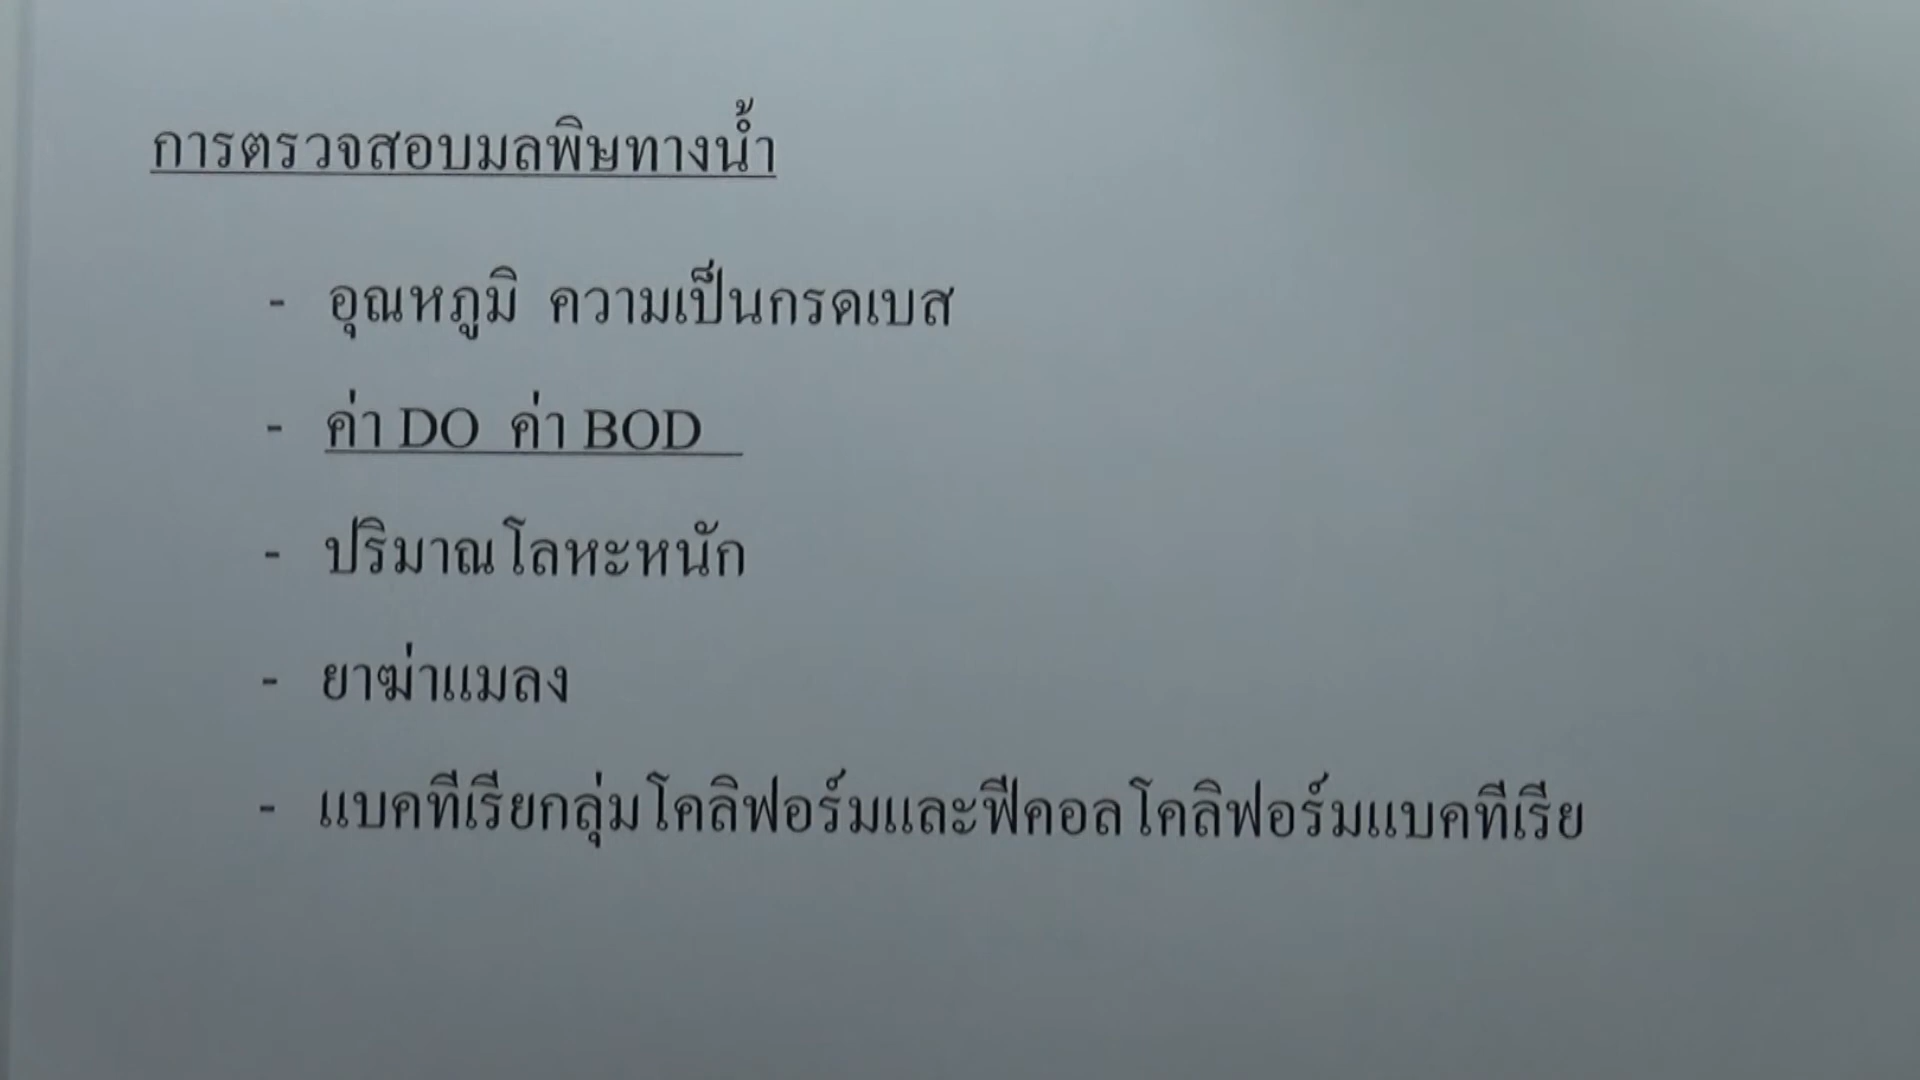 การตรวจสอบมลพิษทางน้ำ
- อุณหภูมิ ความเป็นกรดเบส
- ค่า DO ค่า BOD
- ปริมาณโลหะหนัก
- ยาฆ่าแมลง
- แบคทีเรียกลุ่มโคลิฟอร์มและฟีคอลโคลิฟอร์มแบคทีเรีย